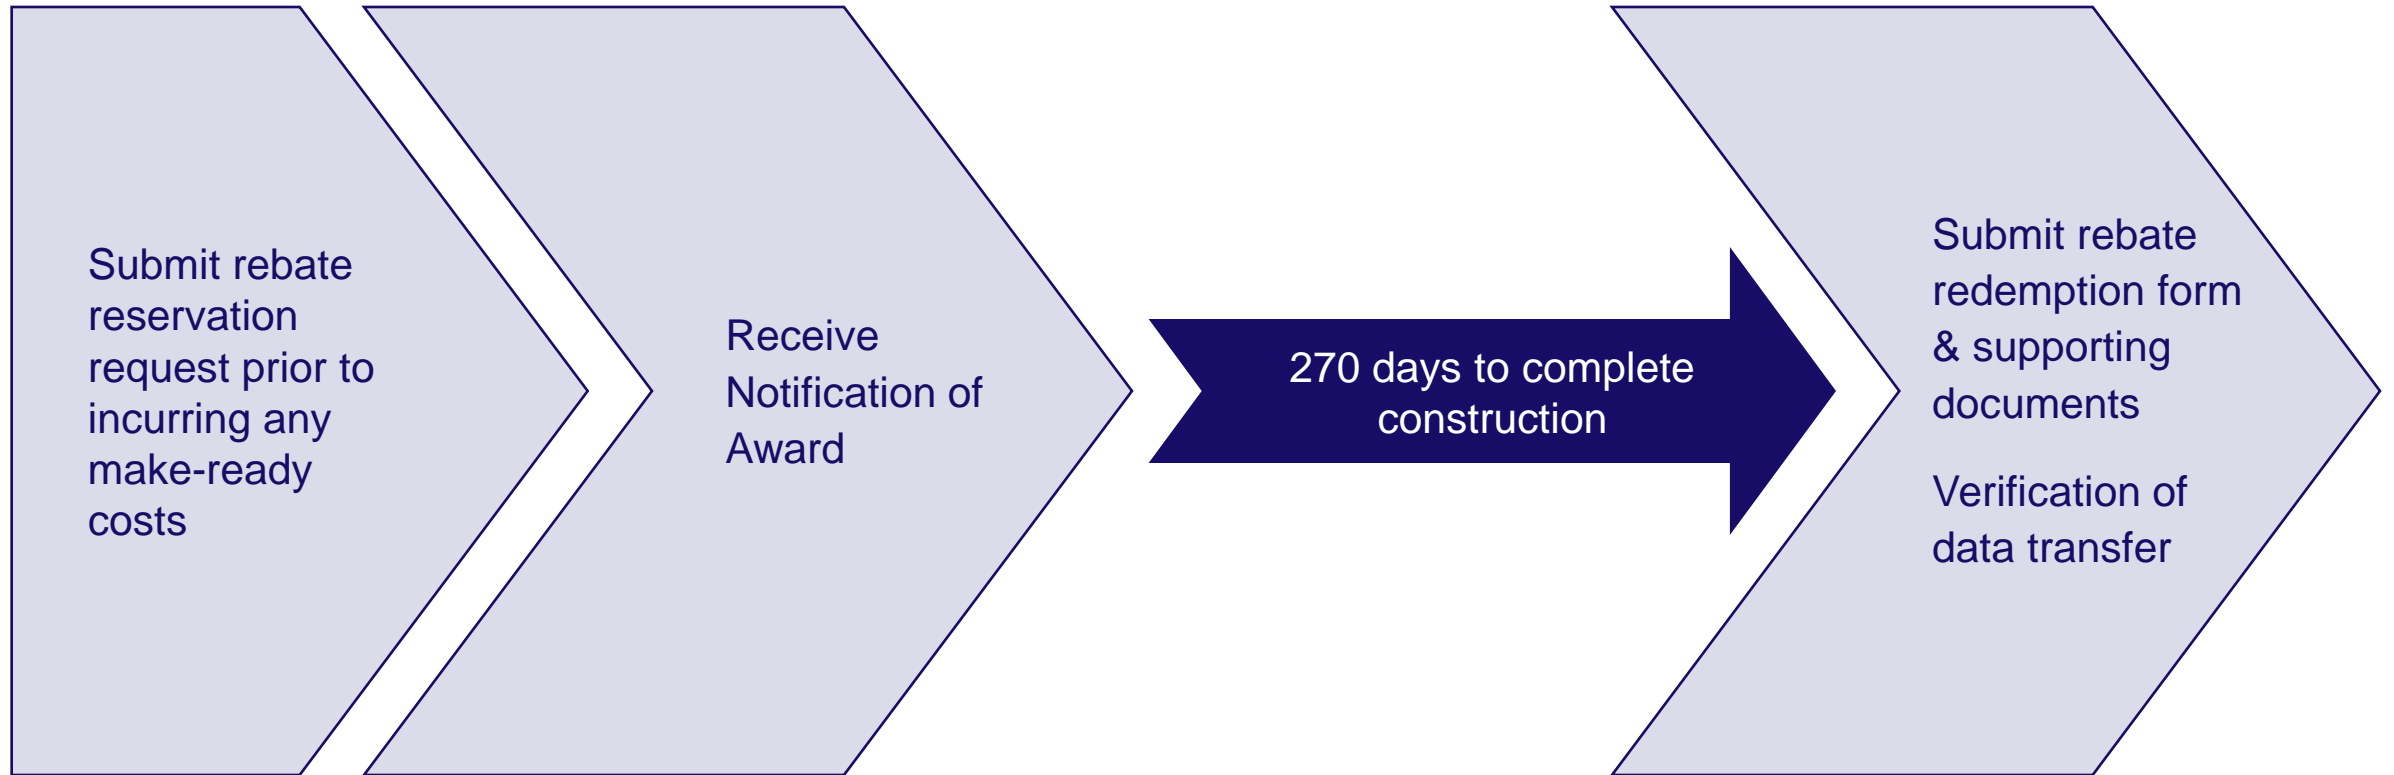 Submit rebate
reservation
request prior to
incurring any
make-ready
costs
Receive
Notification of
Award
270 days to complete
construction
Submit rebate
redemption form
& supporting
documents
Verification of
data transfer